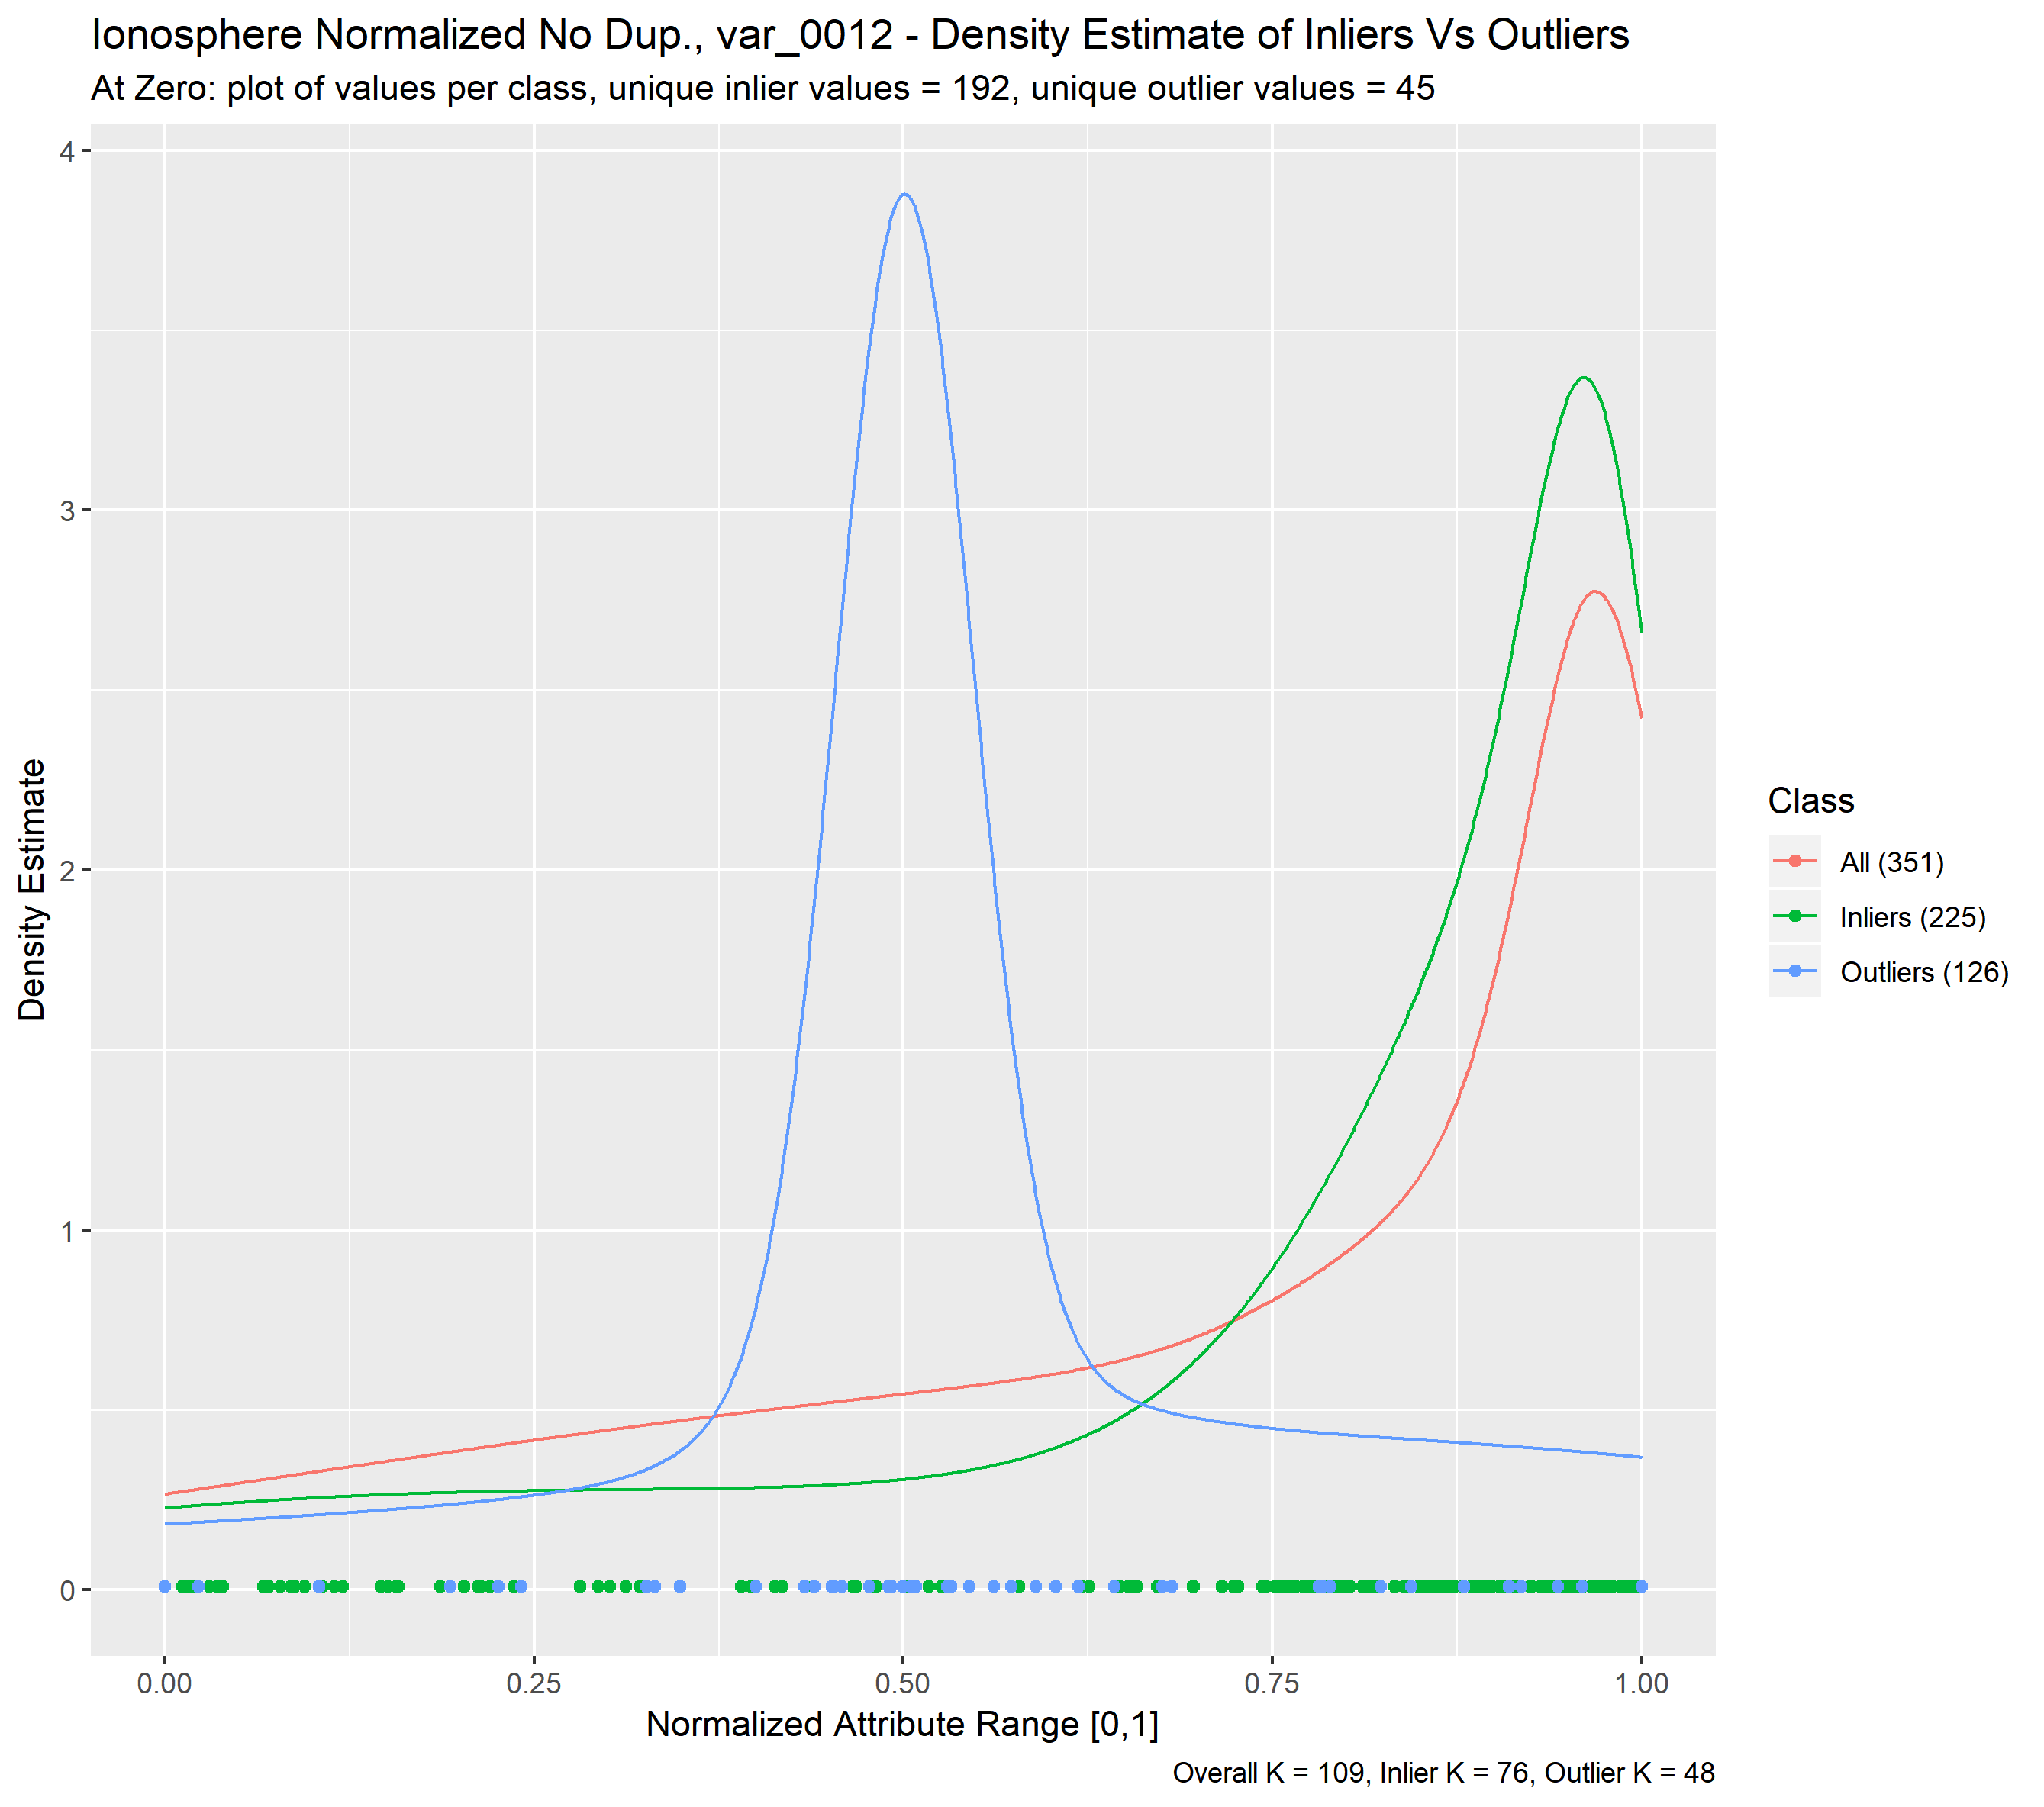 Ionosphere Normalized No Dup., var_0012 - Density Estimate of Inliers Vs Outliers
At Zero: plot of values per class, unique inlier values = 192, unique outlier values = 45
4
3
2
1
0
Density Estimate
0.00 0.25 0.50 0.75 1.00
Normalized Attribute Range [0,1]
Overall K = 109, Inlier K = 76, Outlier K = 48
Class
All (351)
Inliers (225)
Outliers (126)